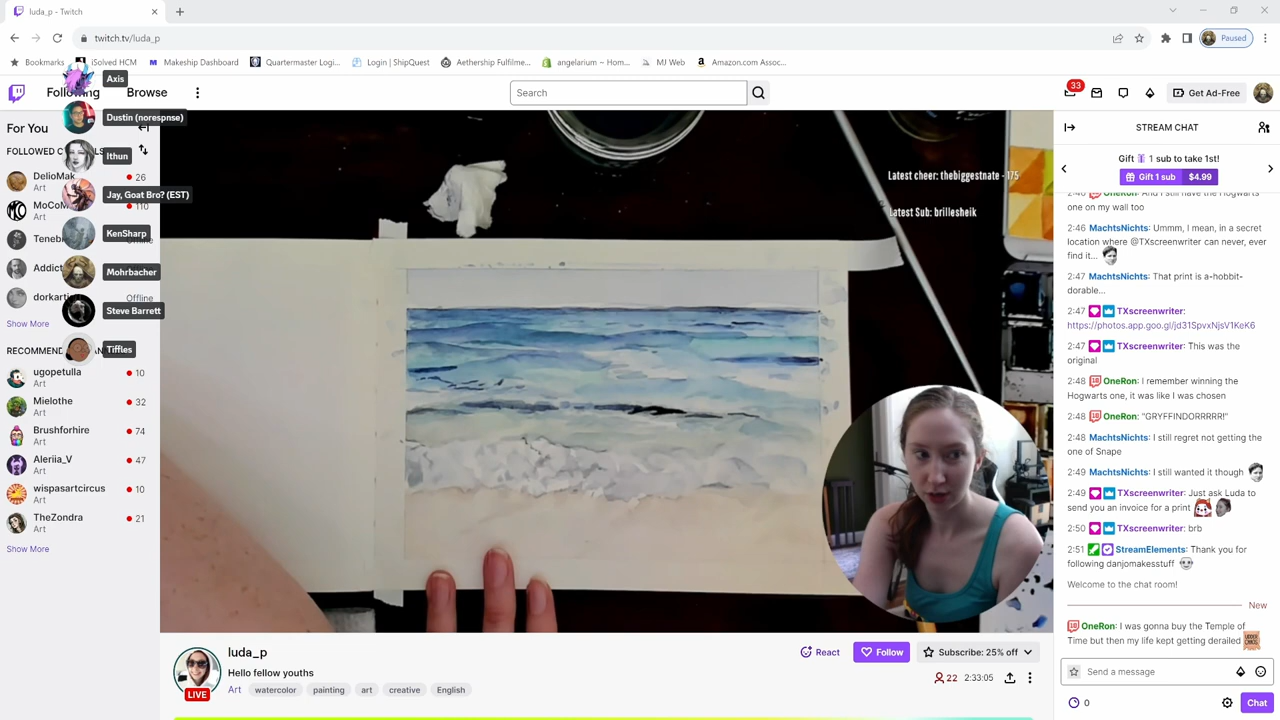 luda_p - Twitch
twitch.tv/luda_p
Paused
Bookmarks
iSolved HCM
Makeship Dashboard
Quartermaster Logi...
Login | ShipQuest
Aethership Fulfilme...
angelarium ~ Hom...
MJ Web
Amazon.com Assoc...
Following
Browse
Search
33
Get Ad-Free
Axis
Dustin (norespnse)
Ithun
Jay, Goat Bro? (EST)
KenSharp
Mohrbacher
Steve Barrett
Tiffles
For You
DelioMak
26
Art
110
Offline
Show More
ugopetulla
10
Art
Mielothe
32
Art
Brushforhire
74
Art
Aleriia_V
47
Art
wispasartcircus
10
Art
TheZondra
21
Art
Show More
Latest cheer: thebiggestnate - 175
Latest Sub: brillesheik
luda_p
Hello fellow youths
Art
watercolor
painting
art
creative
English
LIVE
React
Follow
Subscribe: 25% off
22
2:33:05
STREAM CHAT
Gift 1 sub to take 1st!
Gift 1 sub $4.99
2:46 OneRon: And I still have the Hogwarts
one on my wall too
2:46 MachtsNichts: Ummm, I mean, in a secret
location where @TXscreenwriter can never, ever
find it...
2:47 MachtsNichts: That print is a-hobbit-
dorable...
2:47 TXscreenwriter:
https://photos.app.goo.gl/jd31SpvxNjsV1KeK6
2:47 TXscreenwriter: This was the
original
2:48 OneRon: I remember winning the
Hogwarts one, it was like I was chosen
2:48 OneRon: "GRYFFINDORRRRR!"
2:48 MachtsNichts: I still regret not getting the
one of Snape
2:49 MachtsNichts: I still wanted it though
2:49 TXscreenwriter: Just ask Luda to
send you an invoice for a print
2:50 TXscreenwriter: brb
2:51 StreamElements: Thank you for
following danjomakesstuff
Welcome to the chat room!
New
OneRon: I was gonna buy the Temple of
Time but then my life kept getting derailed
Send a message
0
Chat